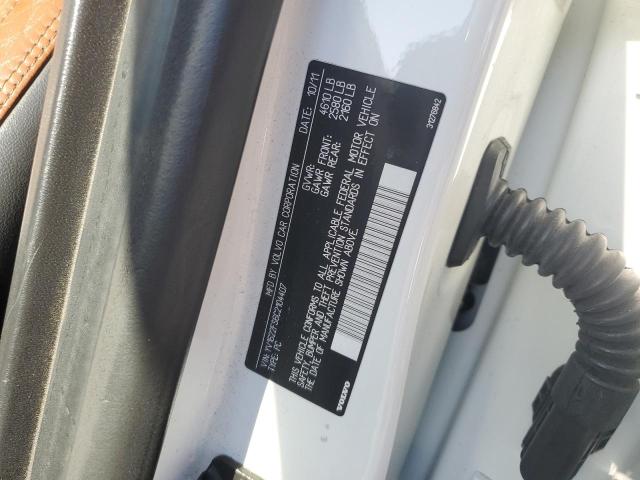 MFD BY VOLVO CAR CORPORATION DATE: 10/11
GVWR: 4610 LB
GAWR FRONT: 2580 LB
GAWR REAR: 2160 LB
THIS VEHICLE CONFORMS TO ALL APPLICABLE FEDERAL MOTOR VEHICLE
SAFETY, BUMPER AND THEFT PREVENTION STANDARDS IN EFFECT ON
THE DATE OF MANUFACTURE SHOWN ABOVE.
TYPE: PC
VOLVO